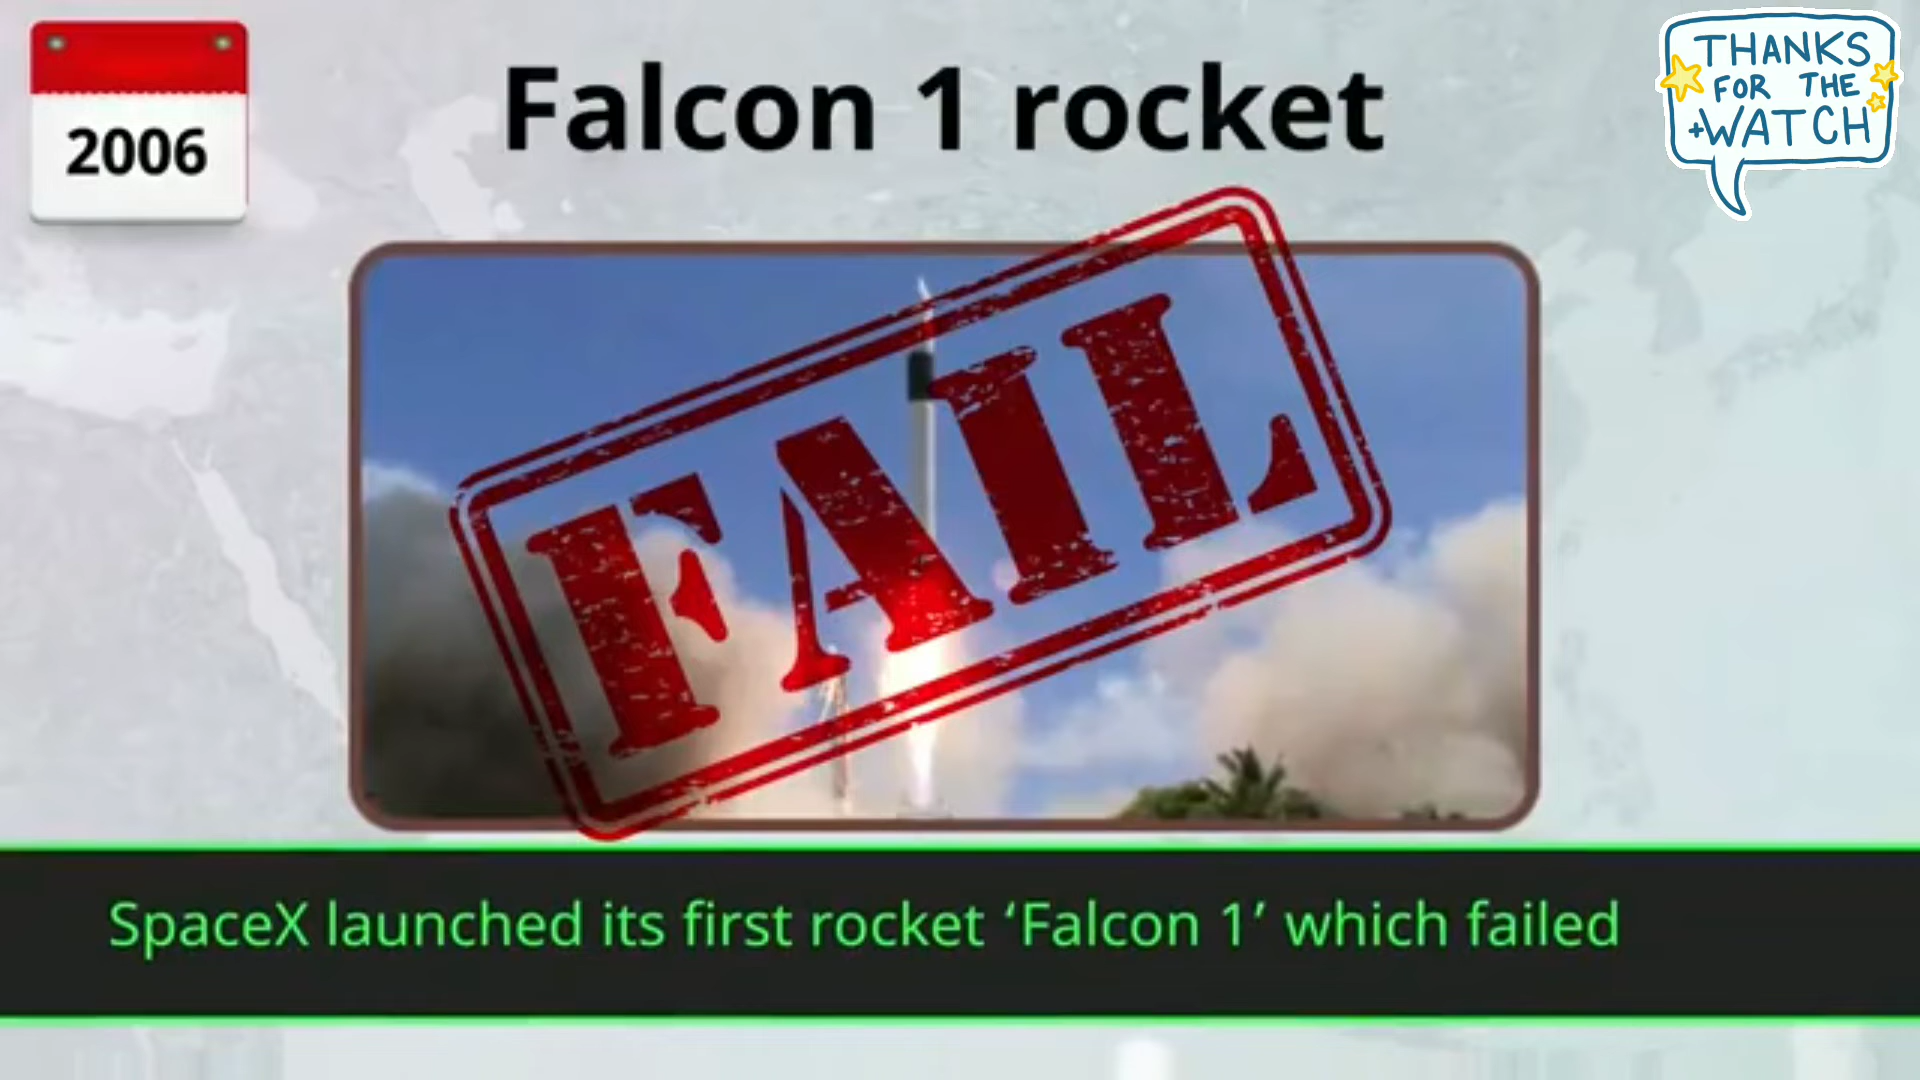 2006
Falcon 1 rocket
THANKS
FOR THE
WATCH
FAIL
SpaceX launched its first rocket ‘Falcon 1’ which failed